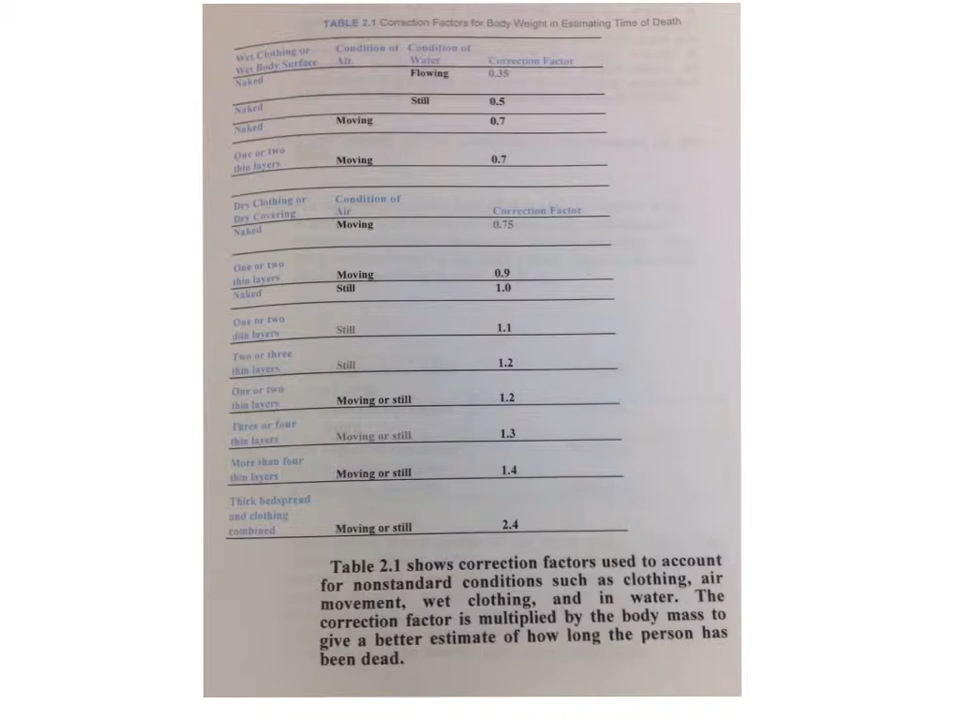 TABLE 2.1 Correction Factors for Body Weight in Estimating Time of Death
Wet Clothing or Condition of Condition of
Wet Body Surface Air Water Correction Factor
Naked Flowing 0.35
Naked Still 0.5
Naked Moving 0.7
One or two
thin layers Moving 0.7
Dry Clothing or Condition of
Dry Covering Air Correction Factor
Naked Moving 0.75
One or two
thin layers Moving 0.9
Naked Still 1.0
One or two
thin layers Still 1.1
Two or three
thin layers Still 1.2
One or two
thin layers Moving or still 1.2
Three or four
thin layers Moving or still 1.3
More than four
thin layers Moving or still 1.4
Thick bedspread
and clothing
combined Moving or still 2.4
Table 2.1 shows correction factors used to account
for nonstandard conditions such as clothing, air
movement, wet clothing, and in water. The
correction factor is multiplied by the body mass to
give a better estimate of how long the person has
been dead.